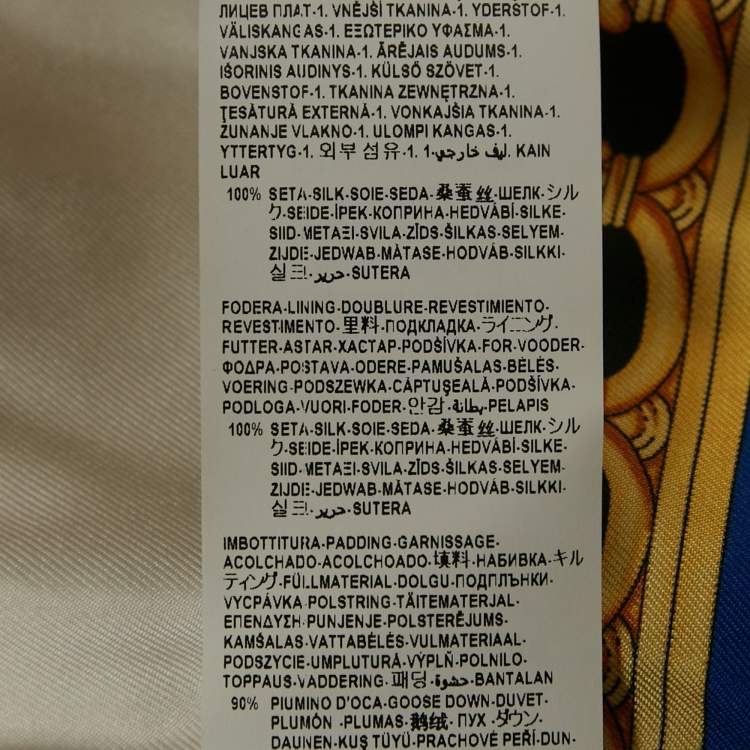 ЛИЦЕВ ПЛАТ-1. VNĚJŠÍ TKANINA-1. YDERSTOF-1.
VÄLISKANGAS-1. ΕΞΩΤΕΡΙΚΟ ΥΦΑΣΜΑ-1.
VANJSKA TKANINA-1. ĀRĒJAIS AUDUMS-1.
IŠORINIS AUDINYS-1. KÜLSŐ SZÖVET-1.
BOVENSTOF-1. TKANINA ZEWNĘTRZNA-1.
ŢESĂTURĂ EXTERNĂ-1. VONKAJŠIA TKANINA-1.
ZUNANJE VLAKNO-1. ULOMPI KANGAS-1.
YTTERTYG-1. 외부 섬유-1. ليف خارجي-1. KAIN
LUAR
100% SETA-SILK-SOIE-SEDA-桑蚕丝-ШЕЛК-シル
ク-SEIDE-İPEK-КОПРИНА-HEDVÁBÍ-SILKE-
SIID-ΜΕΤΑΞΙ-SVILA-ZĪDS-ŠILKAS-SELYEM-
ZIJDE-JEDWAB-MĂTASE-HODVÁB-SILKKI-
실크-حرير-SUTERA
FODERA-LINING-DOUBLURE-REVESTIMIENTO-
REVESTIMENTO-里料-ПОДКЛАДКА-ライニング-
FUTTER-ASTAR-ХАСТАР-PODŠÍVKA-FOR-VOODER-
ΦΟΔΡΑ-POSTAVA-ODERE-PAMUŠALAS-BÉLÉS-
VOERING-PODSZEWKA-CĂPTUŞEALĂ-PODŠÍVKA-
PODLOGA-VUORI-FODER-안감-بطانة-PELAPIS
100% SETA-SILK-SOIE-SEDA-桑蚕丝-ШЕЛК-シル
ク-SEIDE-İPEK-КОПРИНА-HEDVÁBÍ-SILKE-
SIID-ΜΕΤΑΞΙ-SVILA-ZĪDS-ŠILKAS-SELYEM-
ZIJDE-JEDWAB-MĂTASE-HODVÁB-SILKKI-
실크-حرير-SUTERA
IMBOTTITURA-PADDING-GARNISSAGE-
ACOLCHADO-ACOLCHOADO-填料-НАБИВКА-キル
ティング-FÜLLMATERIAL-DOLGU-ПОДПЛЪНКИ-
VYCPÁVKA-POLSTRING-TÄITEMATERJAL-
ΕΠΕΝΔΥΣΗ-PUNJENJE-POLSTERĒJUMS-
KAMŠALAS-VATTABÉLÉS-VULMATERIAAL-
PODSZYCIE-UMPLUTURĂ-VÝPLŇ-POLNILO-
TOPPAUS-VADDERING-패딩-حشوة-BANTALAN
90% PIUMINO D'OCA-GOOSE DOWN-DUVET-
PLUMÓN -PLUMAS-鹅绒-ПУХ-ダウン-
DAUNEN-KUŞ TÜYÜ-PRACHOVÉ PEŘÍ-DUN-